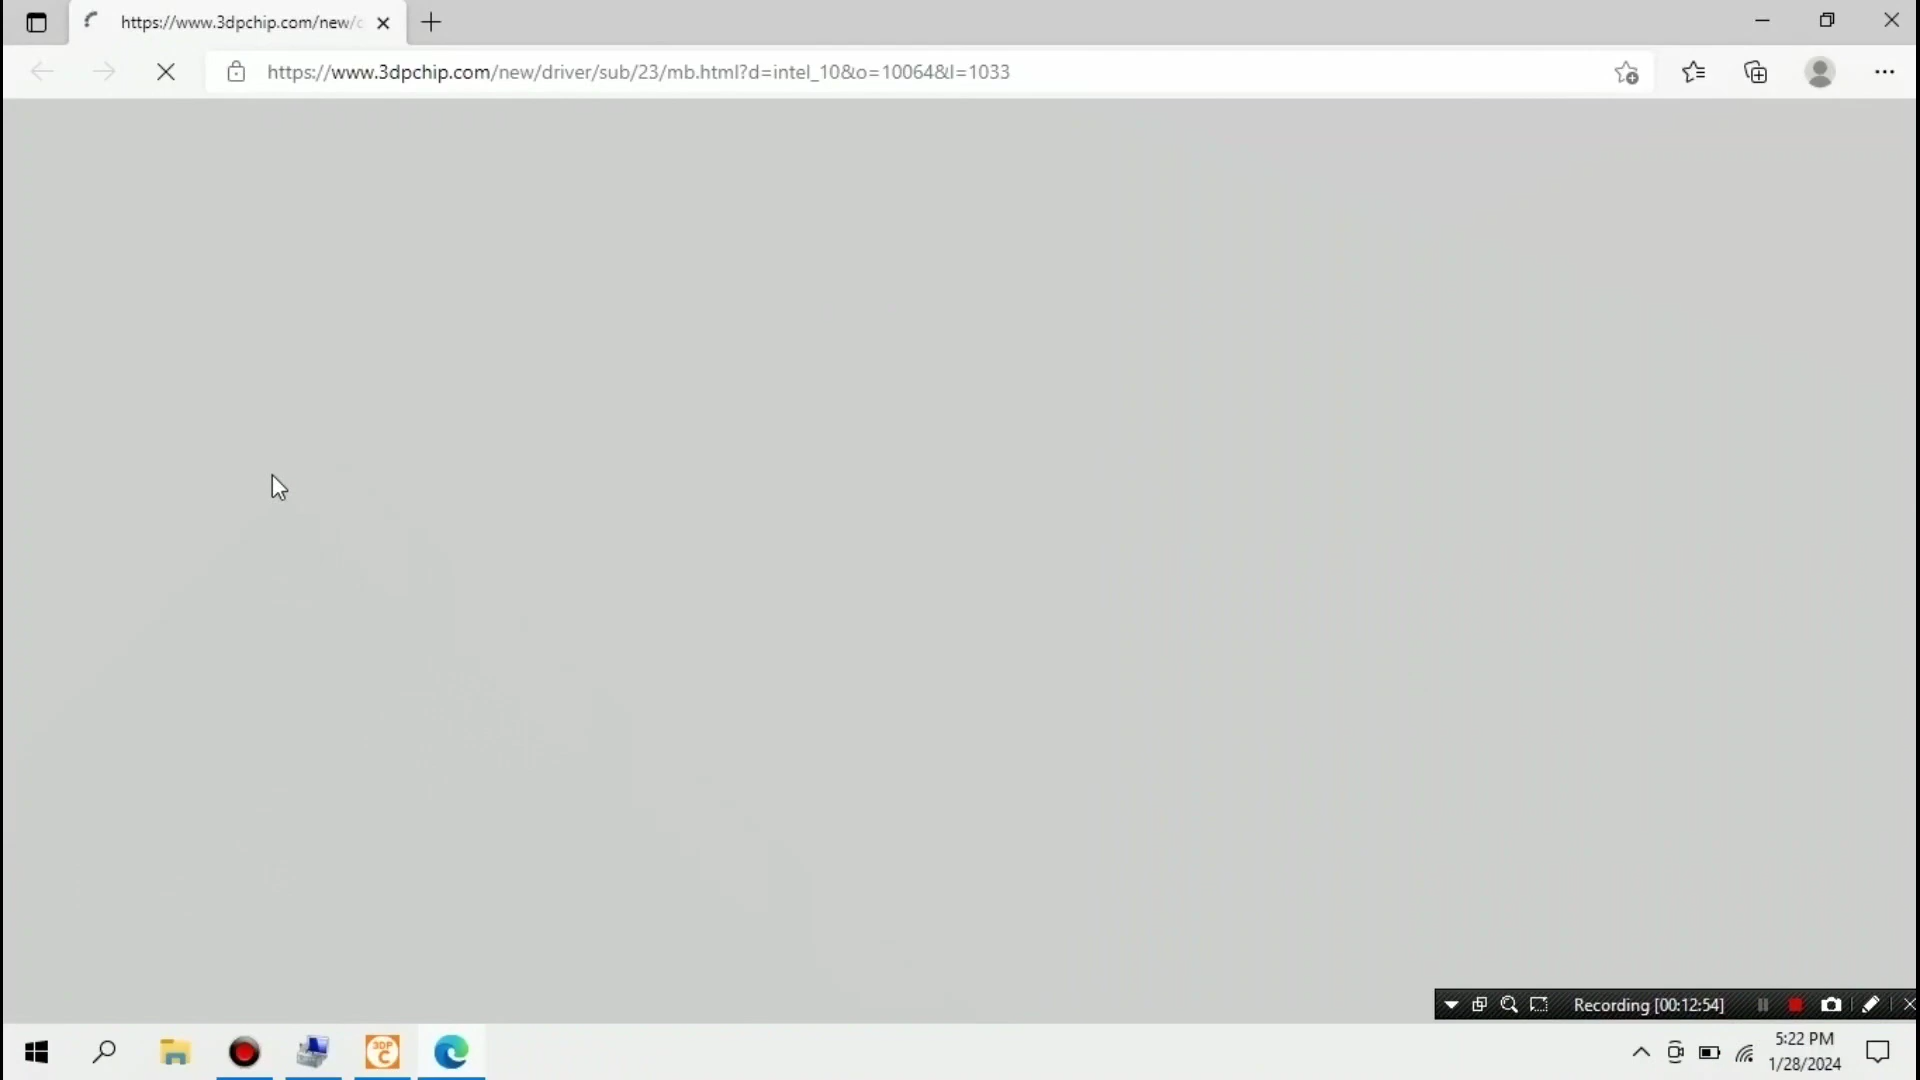 https://www.3dpchip.com/new/
https://www.3dpchip.com/new/driver/sub/23/mb.html?d=intel_10&o=10064&l=1033
Recording [00:12:54]
3DP
C
5:22 PM
1/28/2024